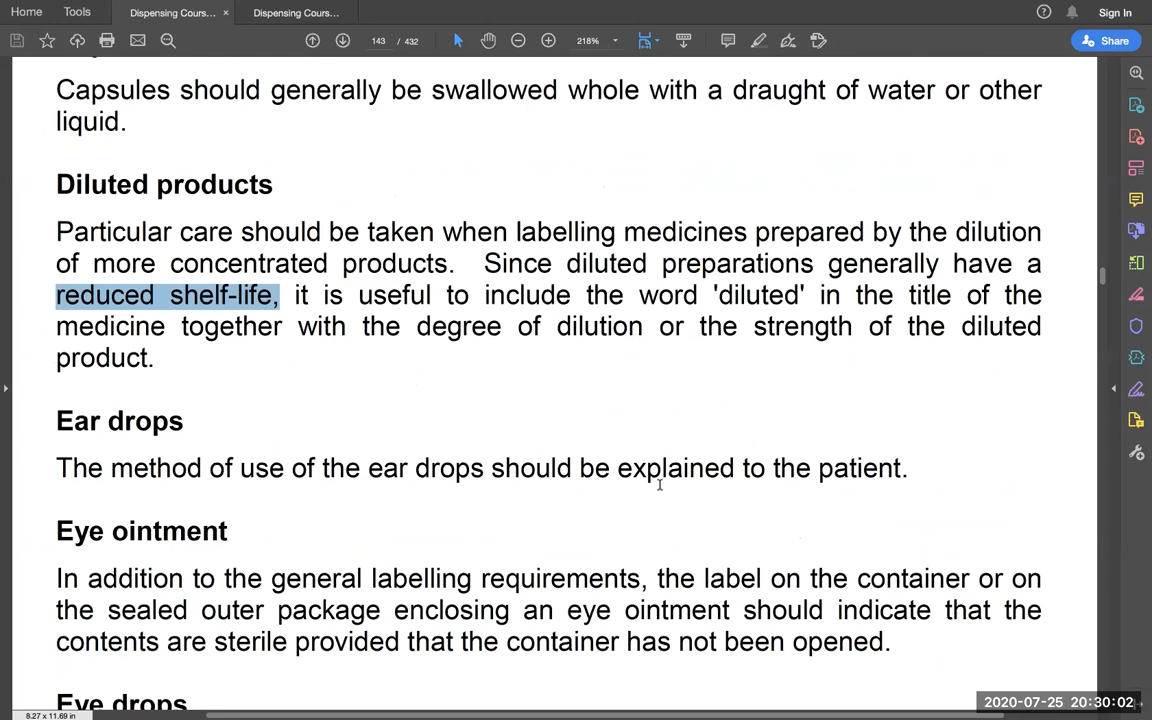 Home Tools Dispensing Cours... × Dispensing Cours... Sign In
143 / 432 218% Share
Capsules should generally be swallowed whole with a draught of water or other
liquid.
Diluted products
Particular care should be taken when labelling medicines prepared by the dilution
of more concentrated products. Since diluted preparations generally have a
reduced shelf-life, it is useful to include the word 'diluted' in the title of the
medicine together with the degree of dilution or the strength of the diluted
product.
Ear drops
The method of use of the ear drops should be explained to the patient.
Eye ointment
In addition to the general labelling requirements, the label on the container or on
the sealed outer package enclosing an eye ointment should indicate that the
contents are sterile provided that the container has not been opened.
Eye drops
2020-07-25 20:30:02
8.27 x 11.69 in